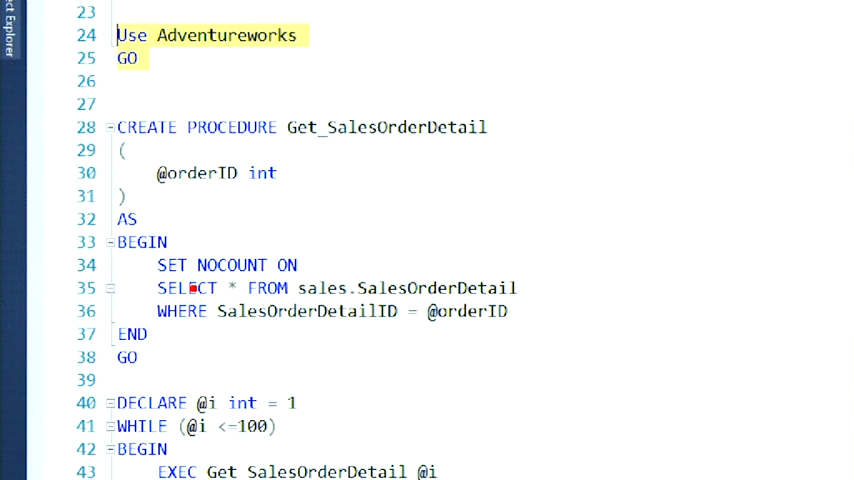 ct Explorer
23
24 Use Adventureworks
25 GO
26
27
28 CREATE PROCEDURE Get_SalesOrderDetail
29 (
30 @orderID int
31 )
32 AS
33 BEGIN
34 SET NOCOUNT ON
35 SELECT * FROM sales.SalesOrderDetail
36 WHERE SalesOrderDetailID = @orderID
37 END
38 GO
39
40 DECLARE @i int = 1
41 WHILE (@i <=100)
42 BEGIN
43 EXEC Get_SalesOrderDetail @i